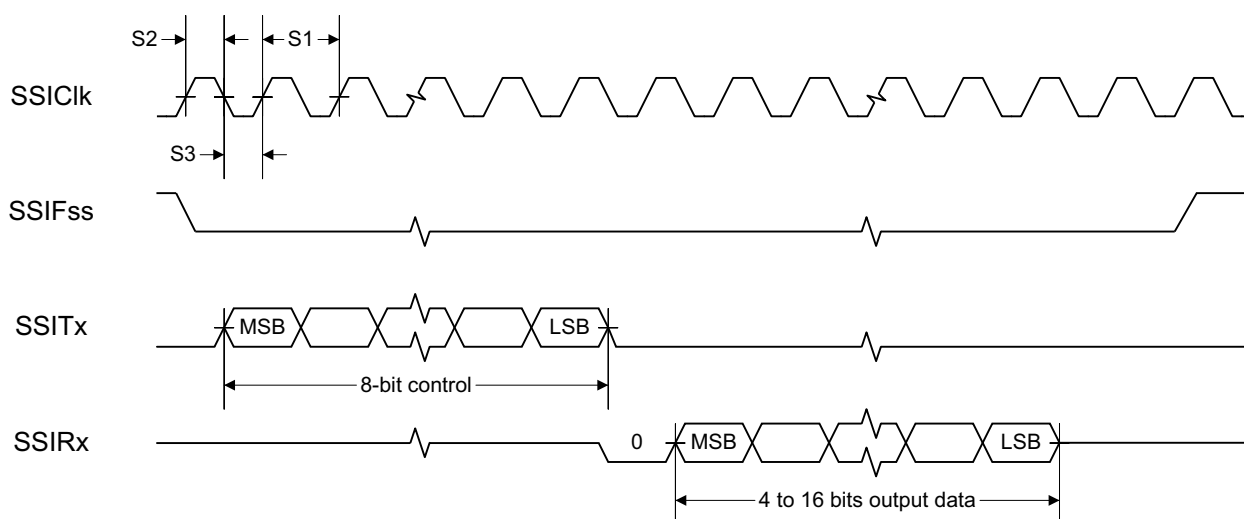 S2
S1
SSIClk
S3
SSIFss
SSITx
MSB
LSB
8-bit control
SSIRx
0
MSB
LSB
4 to 16 bits output data